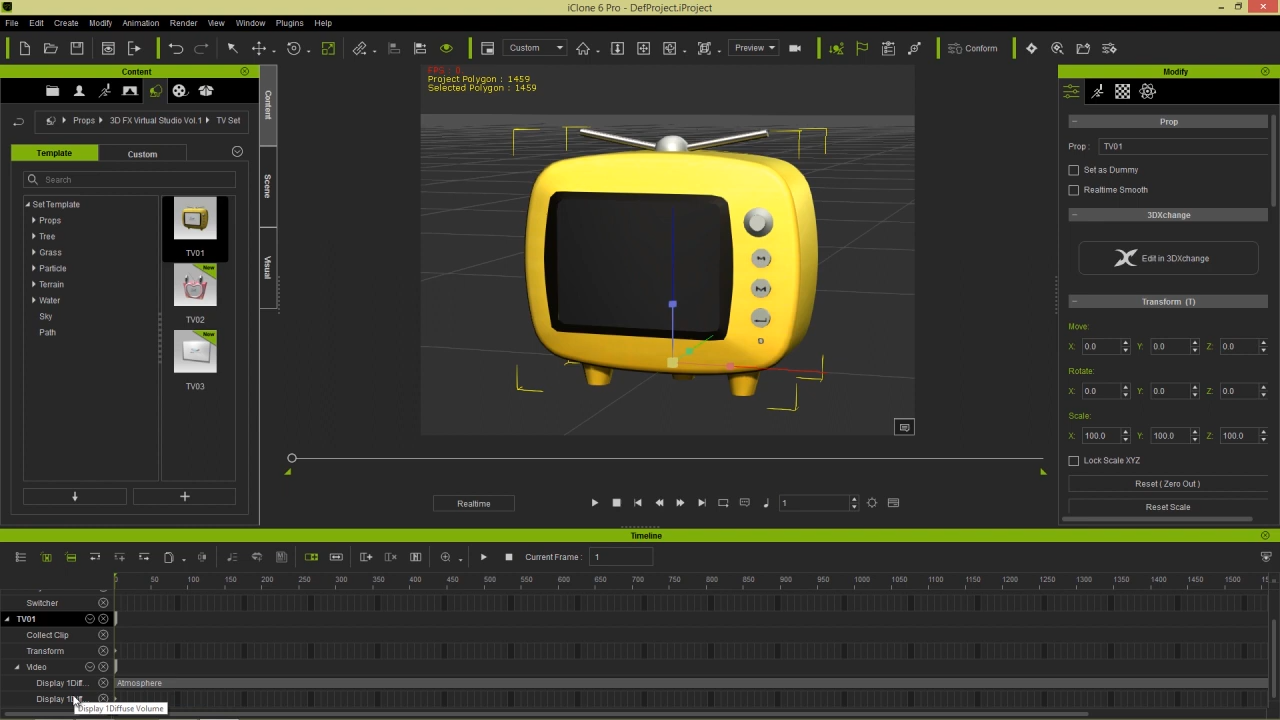 iClone 6 Pro - DefProject.iProject
File Edit Create Modify Animation Render View Window Plugins Help
Custom Preview Conform
Content
Props 3D FX Virtual Studio Vol.1 TV Set
Template Custom
Search
Set Template
Props
Tree
Grass
Particle
Terrain
Water
Sky
Path
TV01
New
TV02
New
TV03
Content
Scene
Visual
FPS : 0
Project Polygon : 1459
Selected Polygon : 1459
Realtime
1
Modify
Prop
Prop : TV01
Set as Dummy
Realtime Smooth
3DXchange
Edit in 3DXchange
Transform (T)
Move:
X: 0.0 Y: 0.0 Z: 0.0
Rotate:
X: 0.0 Y: 0.0 Z: 0.0
Scale:
X: 100.0 Y: 100.0 Z: 100.0
Lock Scale XYZ
Reset ( Zero Out )
Reset Scale
Timeline
Current Frame : 1
0 50 100 150 200 250 300 350 400 450 500 550 600 650 700 750 800 850 900 950 1000 1050 1100 1150 1200 1250 1300 1350 1400 1450 1500
Switcher
TV01
Collect Clip
Transform
Video
Display 1Diff... Atmosphere
Display 1Diff...
Display 1Diffuse Volume